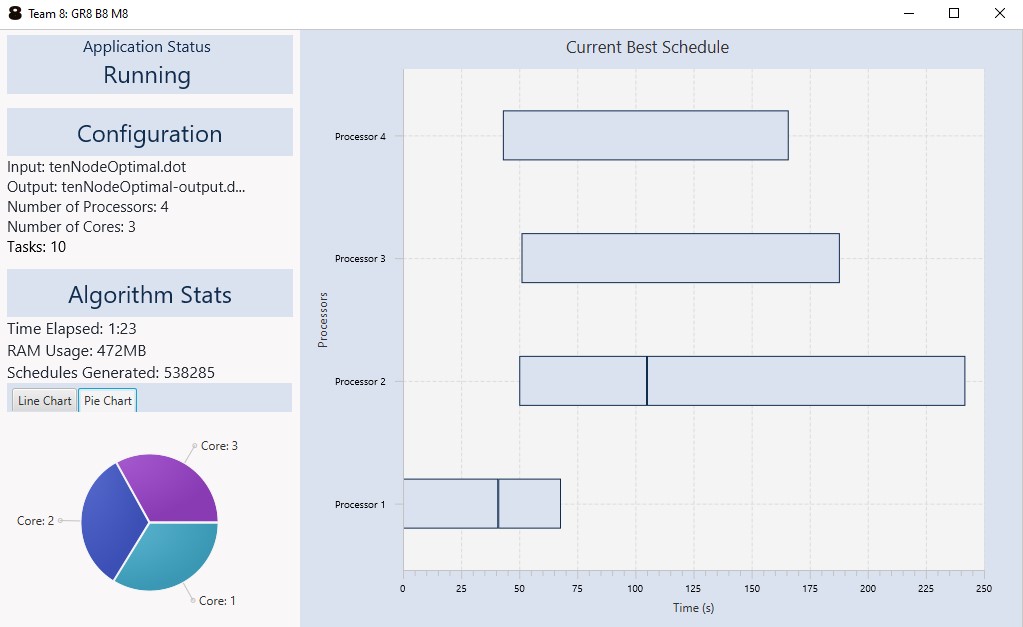 Team 8: GR8 B8 M8
Application Status
Running
Configuration
Input: tenNodeOptimal.dot
Output: tenNodeOptimal-output.d...
Number of Processors: 4
Number of Cores: 3
Tasks: 10
Algorithm Stats
Time Elapsed: 1:23
RAM Usage: 472MB
Schedules Generated: 538285
Line Chart
Pie Chart
Core: 3
Core: 2
Core: 1
Current Best Schedule
Processors
Processor 4
Processor 3
Processor 2
Processor 1
0 25 50 75 100 125 150 175 200 225 250
Time (s)